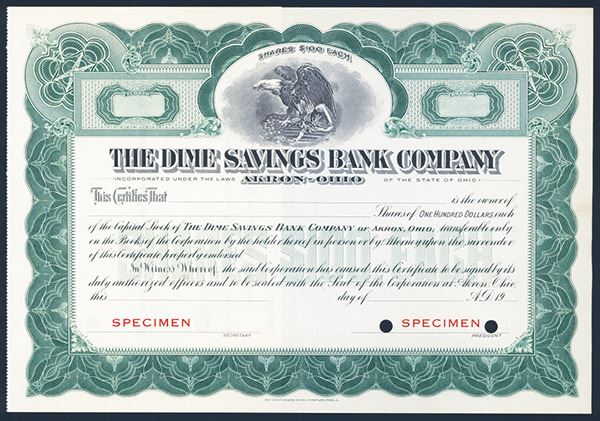 SHARES $100 EACH
THE DIME SAVINGS BANK COMPANY
INCORPORATED UNDER THE LAWS AKRON-OHIO OF THE STATE OF OHIO
This Certifies That is the owner of
Shares of ONE HUNDRED DOLLARS each
of the Capital Stock of THE DIME SAVINGS BANK COMPANY OF AKRON, OHIO, transferable only
on the Books of the Corporation by the holder hereof in person or by Attorney upon the surrender
of this Certificate properly endorsed.
In Witness Whereof, the said Corporation has caused this Certificate to be signed by its
duly authorized officers and to be sealed with the Seal of the Corporation at Akron, Ohio,
this day of A.D. 19
SPECIMEN SPECIMEN
SECRETARY PRESIDENT